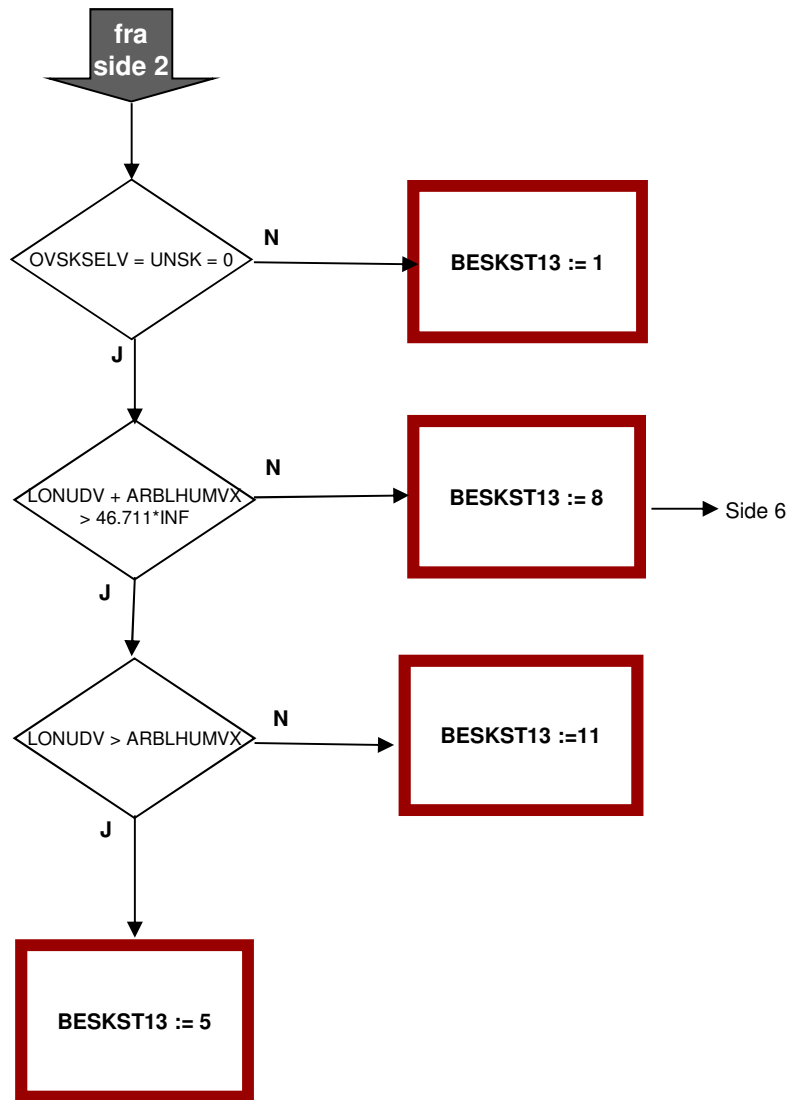 fra
side 2
OVSKSELV = UNSK = 0
N
BESKST13 := 1
J
LONUDV + ARBLHUMVX
> 46.711*INF
N
BESKST13 := 8
Side 6
J
LONUDV > ARBLHUMVX
N
BESKST13 :=11
J
BESKST13 := 5